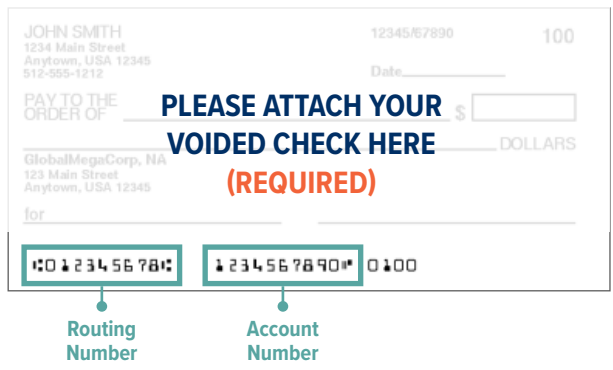 JOHN SMITH
1234 Main Street
Anytown, USA 12345
512-555-1212
12345/67890
100
Date
PAY TO THE
ORDER OF
$
PLEASE ATTACH YOUR
VOIDED CHECK HERE
(REQUIRED)
DOLLARS
GlobalMegaCorp, NA
123 Main Street
Anytown, USA 12345
for
⑆012345678⑆ 1234567890⑈ 0100
Routing
Number
Account
Number